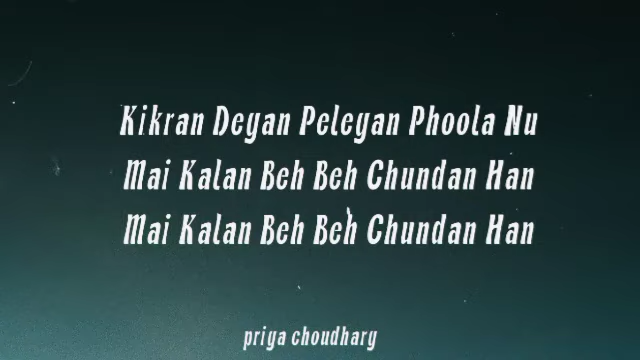 Kikran Deyan Peleyan Phoola Nu
Mai Kalan Beh Beh Chundan Han
Mai Kalan Beh Beh Chundan Han
priya choudhary